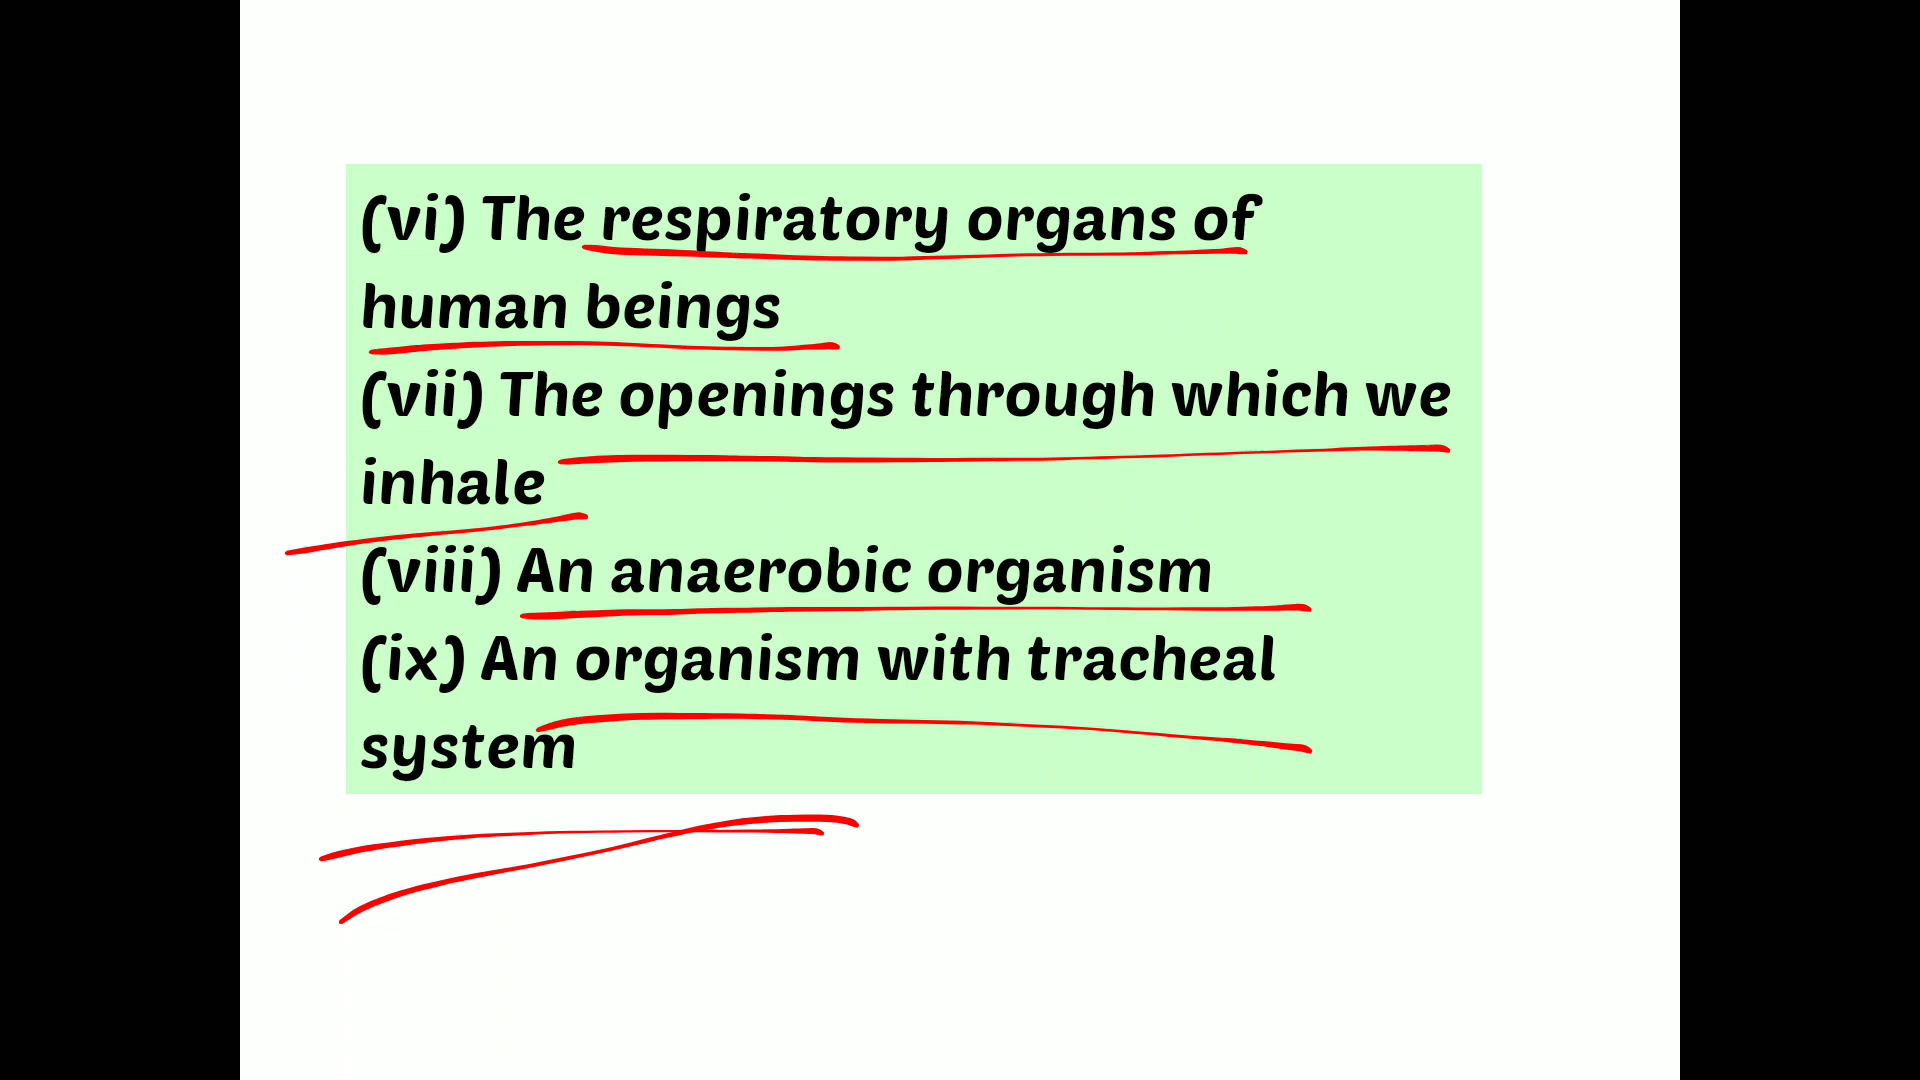 (vi) The respiratory organs of
human beings
(vii) The openings through which we
inhale
(viii) An anaerobic organism
(ix) An organism with tracheal
system